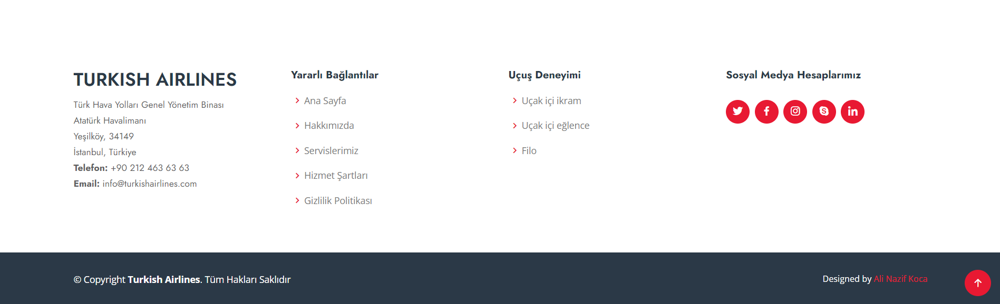 TURKISH AIRLINES
Türk Hava Yolları Genel Yönetim Binası
Atatürk Havalimanı
Yeşilköy, 34149
İstanbul, Türkiye
Telefon: +90 212 463 63 63
Email: info@turkishairlines.com
Yararlı Bağlantılar
Ana Sayfa
Hakkımızda
Servislerimiz
Hizmet Şartları
Gizlilik Politikası
Uçuş Deneyimi
Uçak içi ikram
Uçak içi eğlence
Filo
Sosyal Medya Hesaplarımız
© Copyright Turkish Airlines. Tüm Hakları Saklıdır
Designed by Ali Nazif Koca